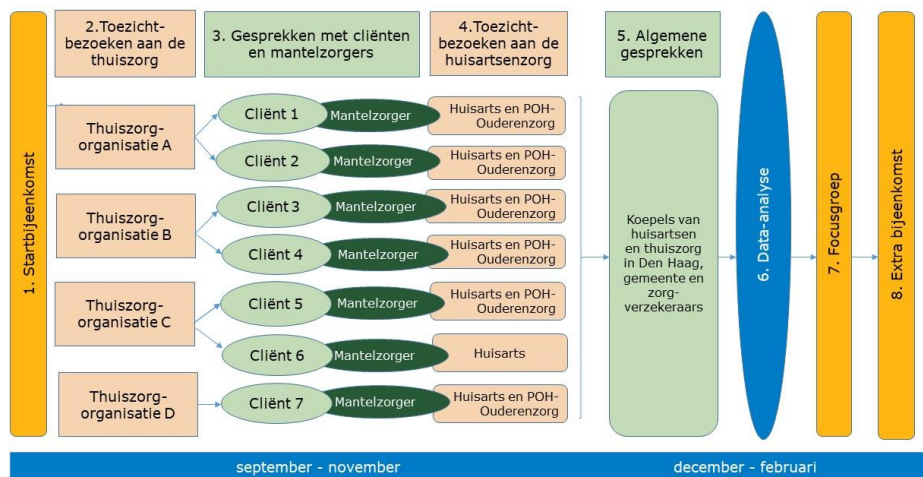 1. Startbijeenkomst
2.Toezicht-
bezoeken aan de
thuiszorg
3. Gesprekken met cliënten
en mantelzorgers
4.Toezicht-
bezoeken aan de
huisartsenzorg
5. Algemene
gesprekken
Thuiszorg-
organisatie A
Cliënt 1
Mantelzorger
Huisarts en POH-
Ouderenzorg
Cliënt 2
Mantelzorger
Huisarts en POH-
Ouderenzorg
Thuiszorg-
organisatie B
Cliënt 3
Mantelzorger
Huisarts en POH-
Ouderenzorg
Cliënt 4
Mantelzorger
Huisarts en POH-
Ouderenzorg
Thuiszorg-
organisatie C
Cliënt 5
Mantelzorger
Huisarts en POH-
Ouderenzorg
Cliënt 6
Mantelzorger
Huisarts
Thuiszorg-
organisatie D
Cliënt 7
Mantelzorger
Huisarts en POH-
Ouderenzorg
Koepels van
huisartsen
en thuiszorg
in Den Haag,
gemeente en
zorg-
verzekeraars
6. Data-analyse
7. Focusgroep
8. Extra bijeenkomst
september - november
december - februari